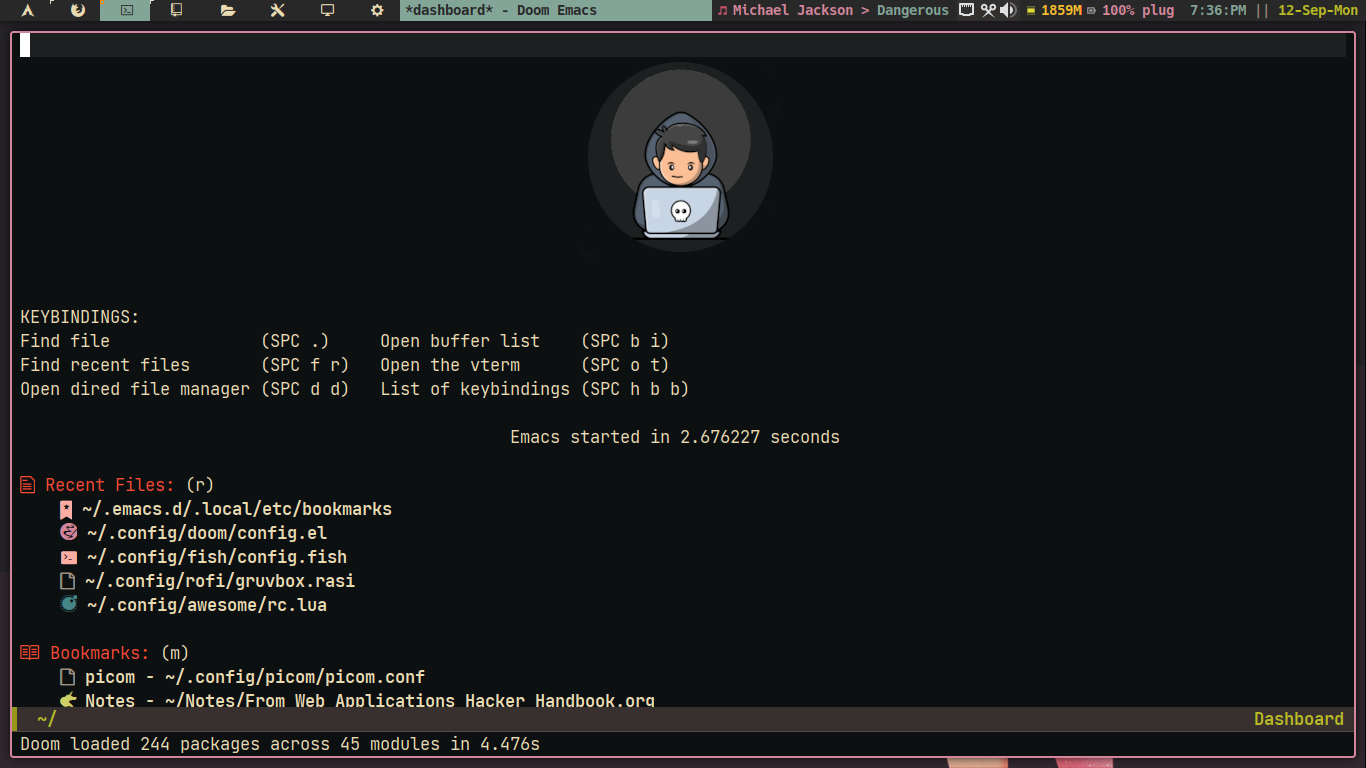 *dashboard* - Doom Emacs Michael Jackson > Dangerous 1859M 100% plug 7:36:PM || 12-Sep-Mon
KEYBINDINGS:
Find file (SPC .) Open buffer list (SPC b i)
Find recent files (SPC f r) Open the vterm (SPC o t)
Open dired file manager (SPC d d) List of keybindings (SPC h b b)
Emacs started in 2.676227 seconds
Recent Files: (r)
~/.emacs.d/.local/etc/bookmarks
~/.config/doom/config.el
~/.config/fish/config.fish
~/.config/rofi/gruvbox.rasi
~/.config/awesome/rc.lua
Bookmarks: (m)
picom - ~/.config/picom/picom.conf
Notes - ~/Notes/From Web Applications Hacker Handbook.org
~/ Dashboard
Doom loaded 244 packages across 45 modules in 4.476s